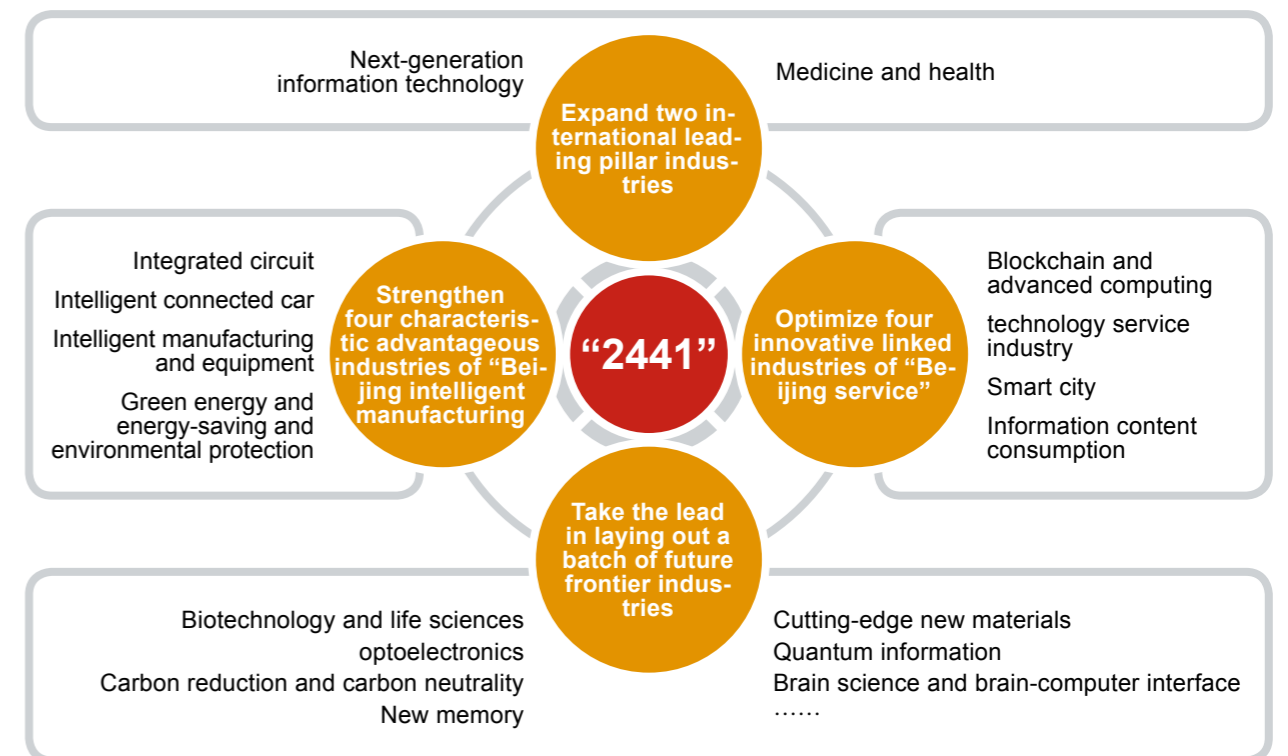 Next-generation
information technology
Medicine and health
Expand two in-
ternational lead-
ing pillar indus-
tries
Integrated circuit
Intelligent connected car
Intelligent manufacturing
and equipment
Green energy and
energy-saving and
environmental protection
Strengthen
four characteris-
tic advantageous
industries of “Bei-
jing intelligent
manufacturing
“2441”
Optimize four
innovative linked
industries of “Be-
ijing service”
Blockchain and
advanced computing
technology service
industry
Smart city
Information content
consumption
Take the lead
in laying out a
batch of future
frontier indus-
tries
Biotechnology and life sciences
optoelectronics
Carbon reduction and carbon neutrality
New memory
Cutting-edge new materials
Quantum information
Brain science and brain-computer interface
……